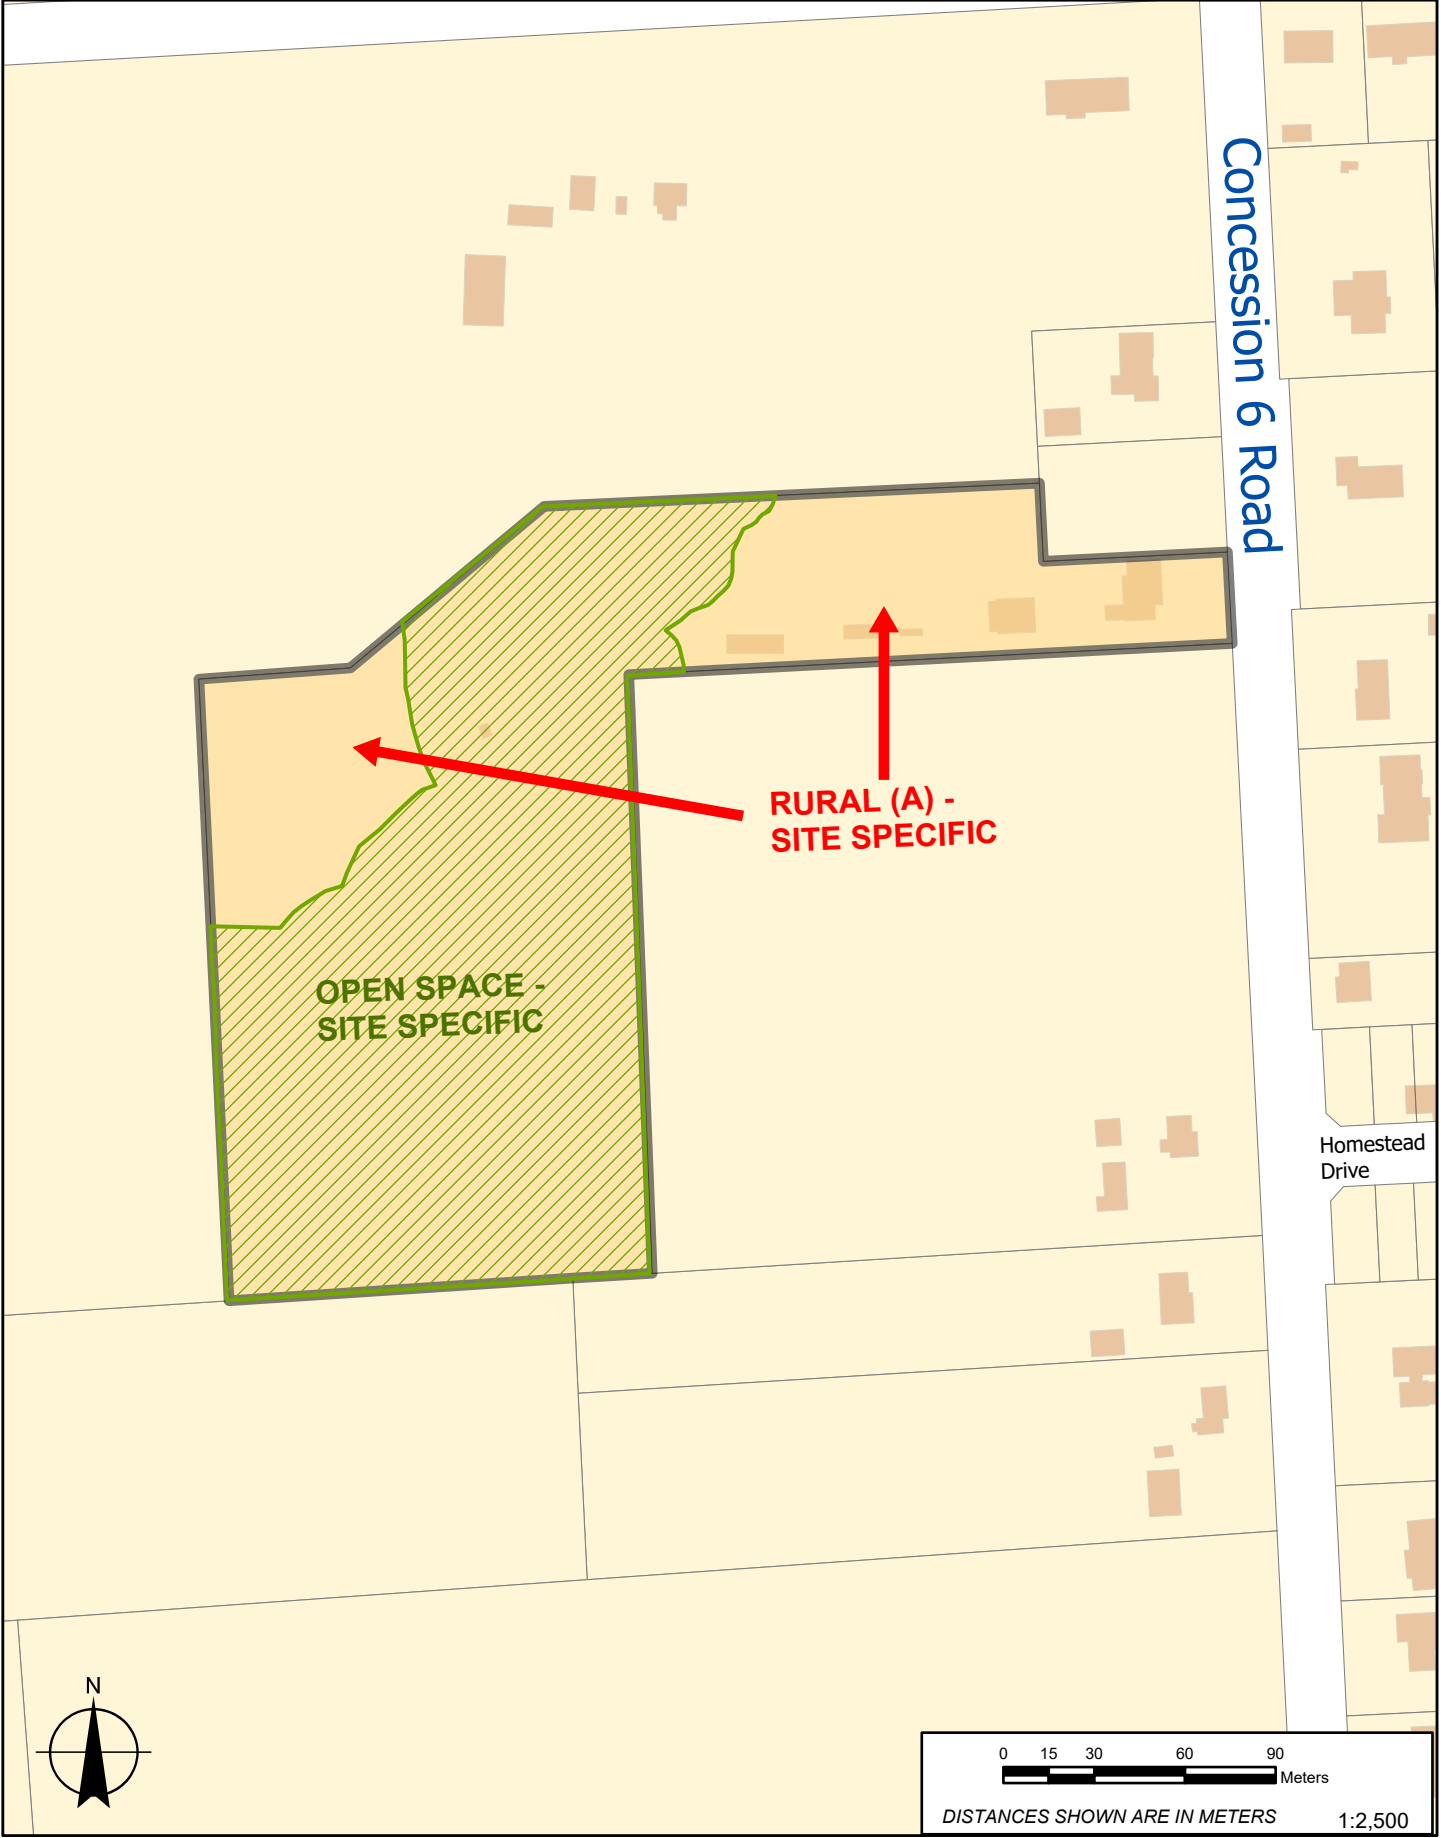 Concession 6 Road
RURAL (A) -
SITE SPECIFIC
OPEN SPACE -
SITE SPECIFIC
Homestead
Drive
N
0 15 30 60 90
Meters
DISTANCES SHOWN ARE IN METERS 1:2,500